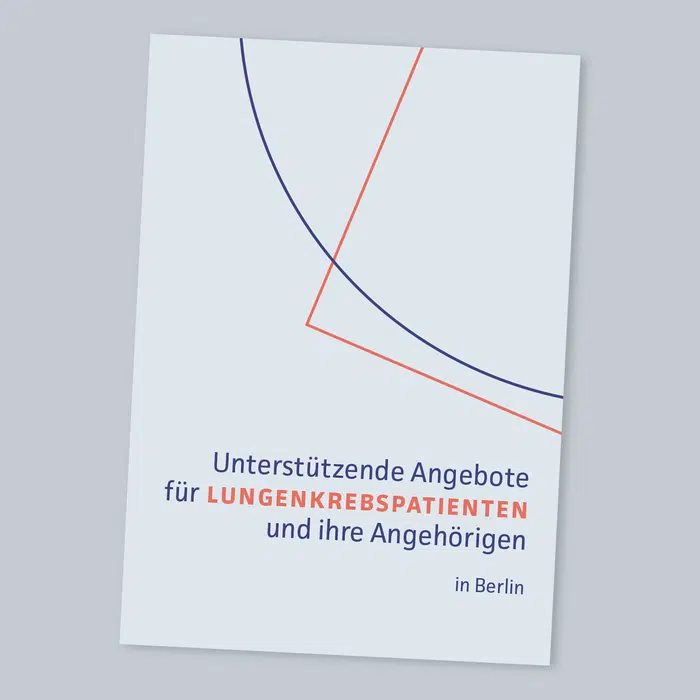 Unterstützende Angebote
für LUNGENKREBSPATIENTEN
und ihre Angehörigen
in Berlin